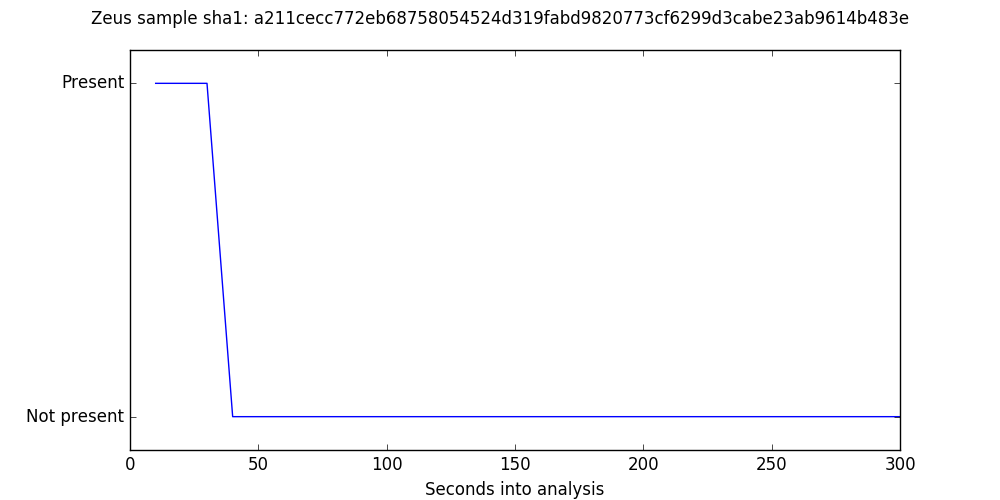 Zeus sample sha1: a211cecc772eb68758054524d319fabd9820773cf6299d3cabe23ab9614b483e
Present
Not present
0 50 100 150 200 250 300
Seconds into analysis